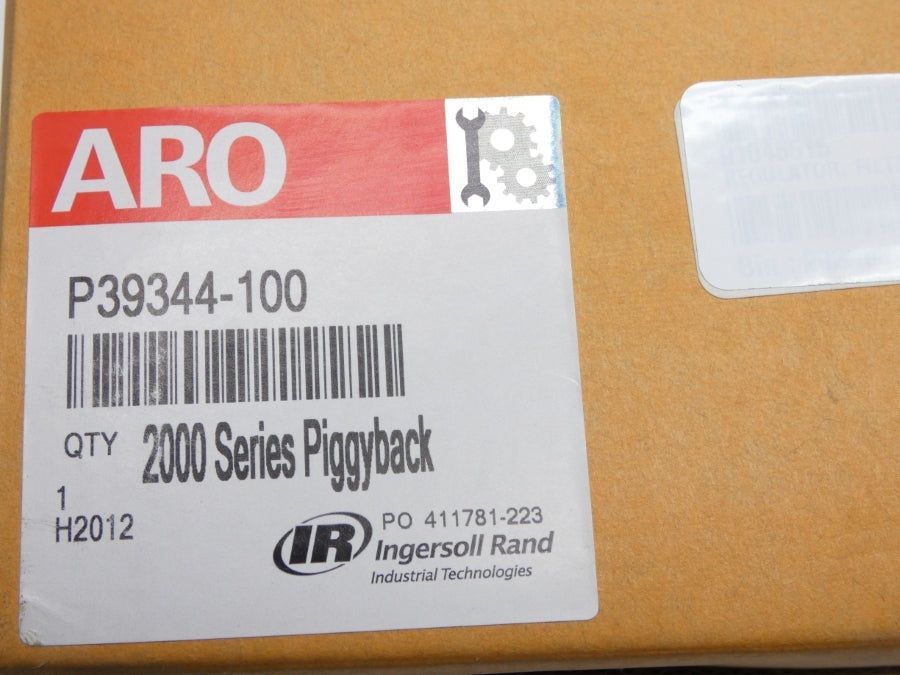 ARO
P39344-100
QTY 2000 Series Piggyback
1
H2012
PO 411781-223
IR Ingersoll Rand
Industrial Technologies